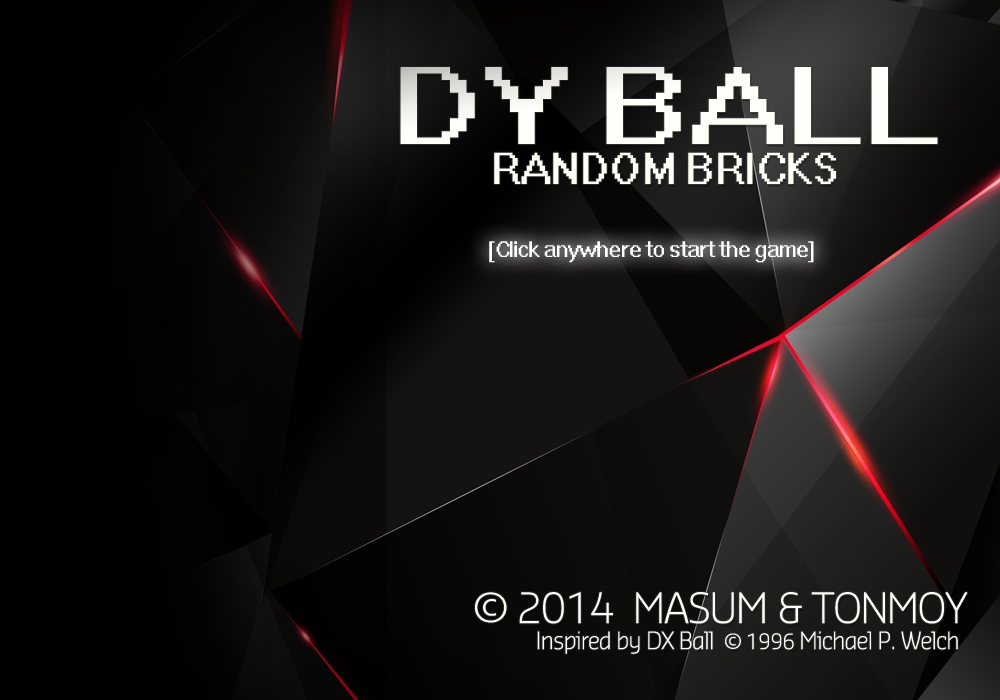 DY BALL
RANDOM BRICKS
[Click anywhere to start the game]
© 2014 MASUM & TONMOY
Inspired by DX Ball © 1996 Michael P. Welch